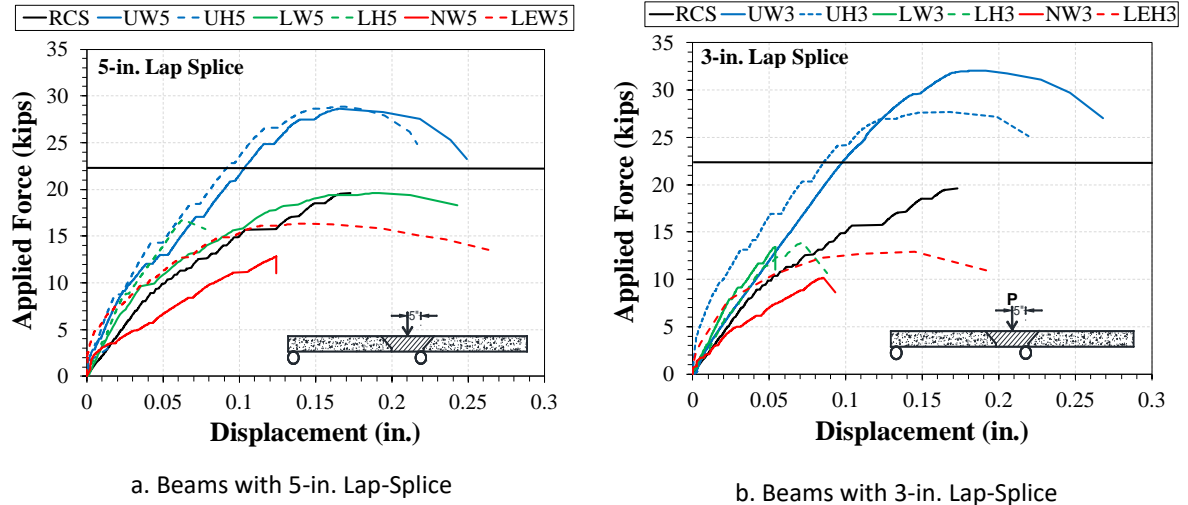 RCS UW5 UH5 LW5 LH5 NW5 LEW5
5-in. Lap Splice
Applied Force (kips)
35
30
25
20
15
10
5
0
5"
0 0.05 0.1 0.15 0.2 0.25 0.3
Displacement (in.)
a. Beams with 5-in. Lap-Splice
RCS UW3 UH3 LW3 LH3 NW3 LEH3
3-in. Lap Splice
Applied Force (kips)
35
30
25
20
15
10
5
0
P
5"
0 0.05 0.1 0.15 0.2 0.25 0.3
Displacement (in.)
b. Beams with 3-in. Lap-Splice